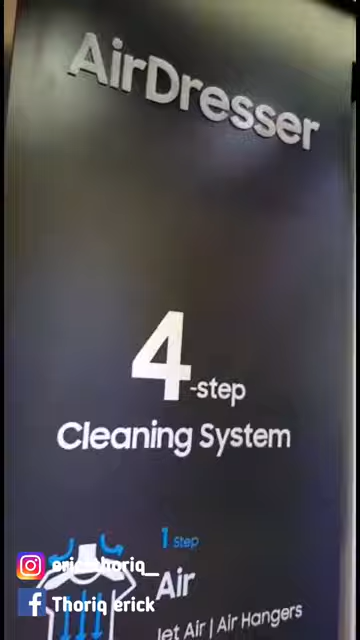 AirDresser
4-step
Cleaning System
1 Step
Air
Jet Air | Air Hangers
Thoriq erick